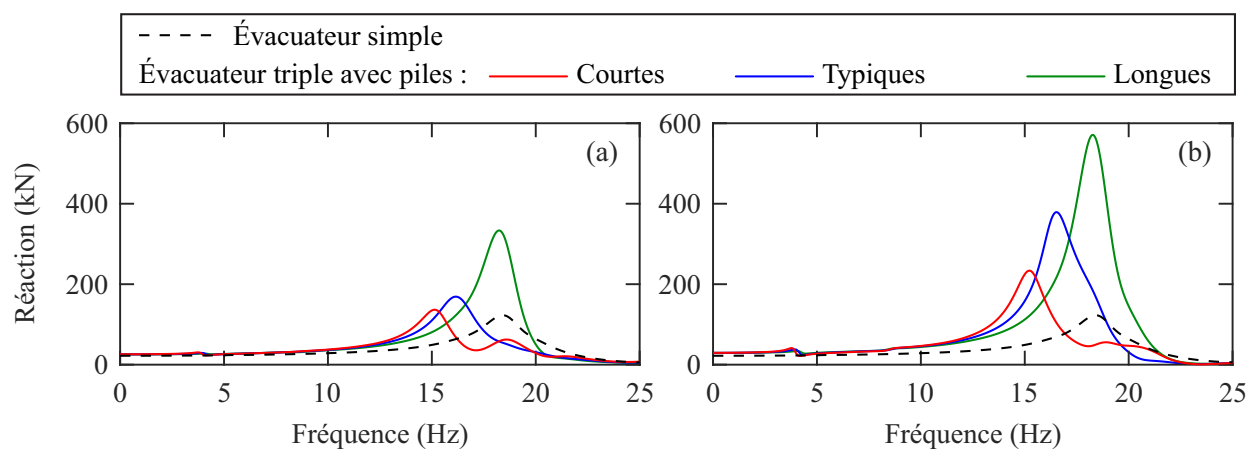 Évacuateur simple
Évacuateur triple avec piles : Courtes Typiques Longues
600 (a) 600 (b)
400 400
200 200
0 0
0 5 10 15 20 25 0 5 10 15 20 25
Réaction (kN)
Fréquence (Hz) Fréquence (Hz)